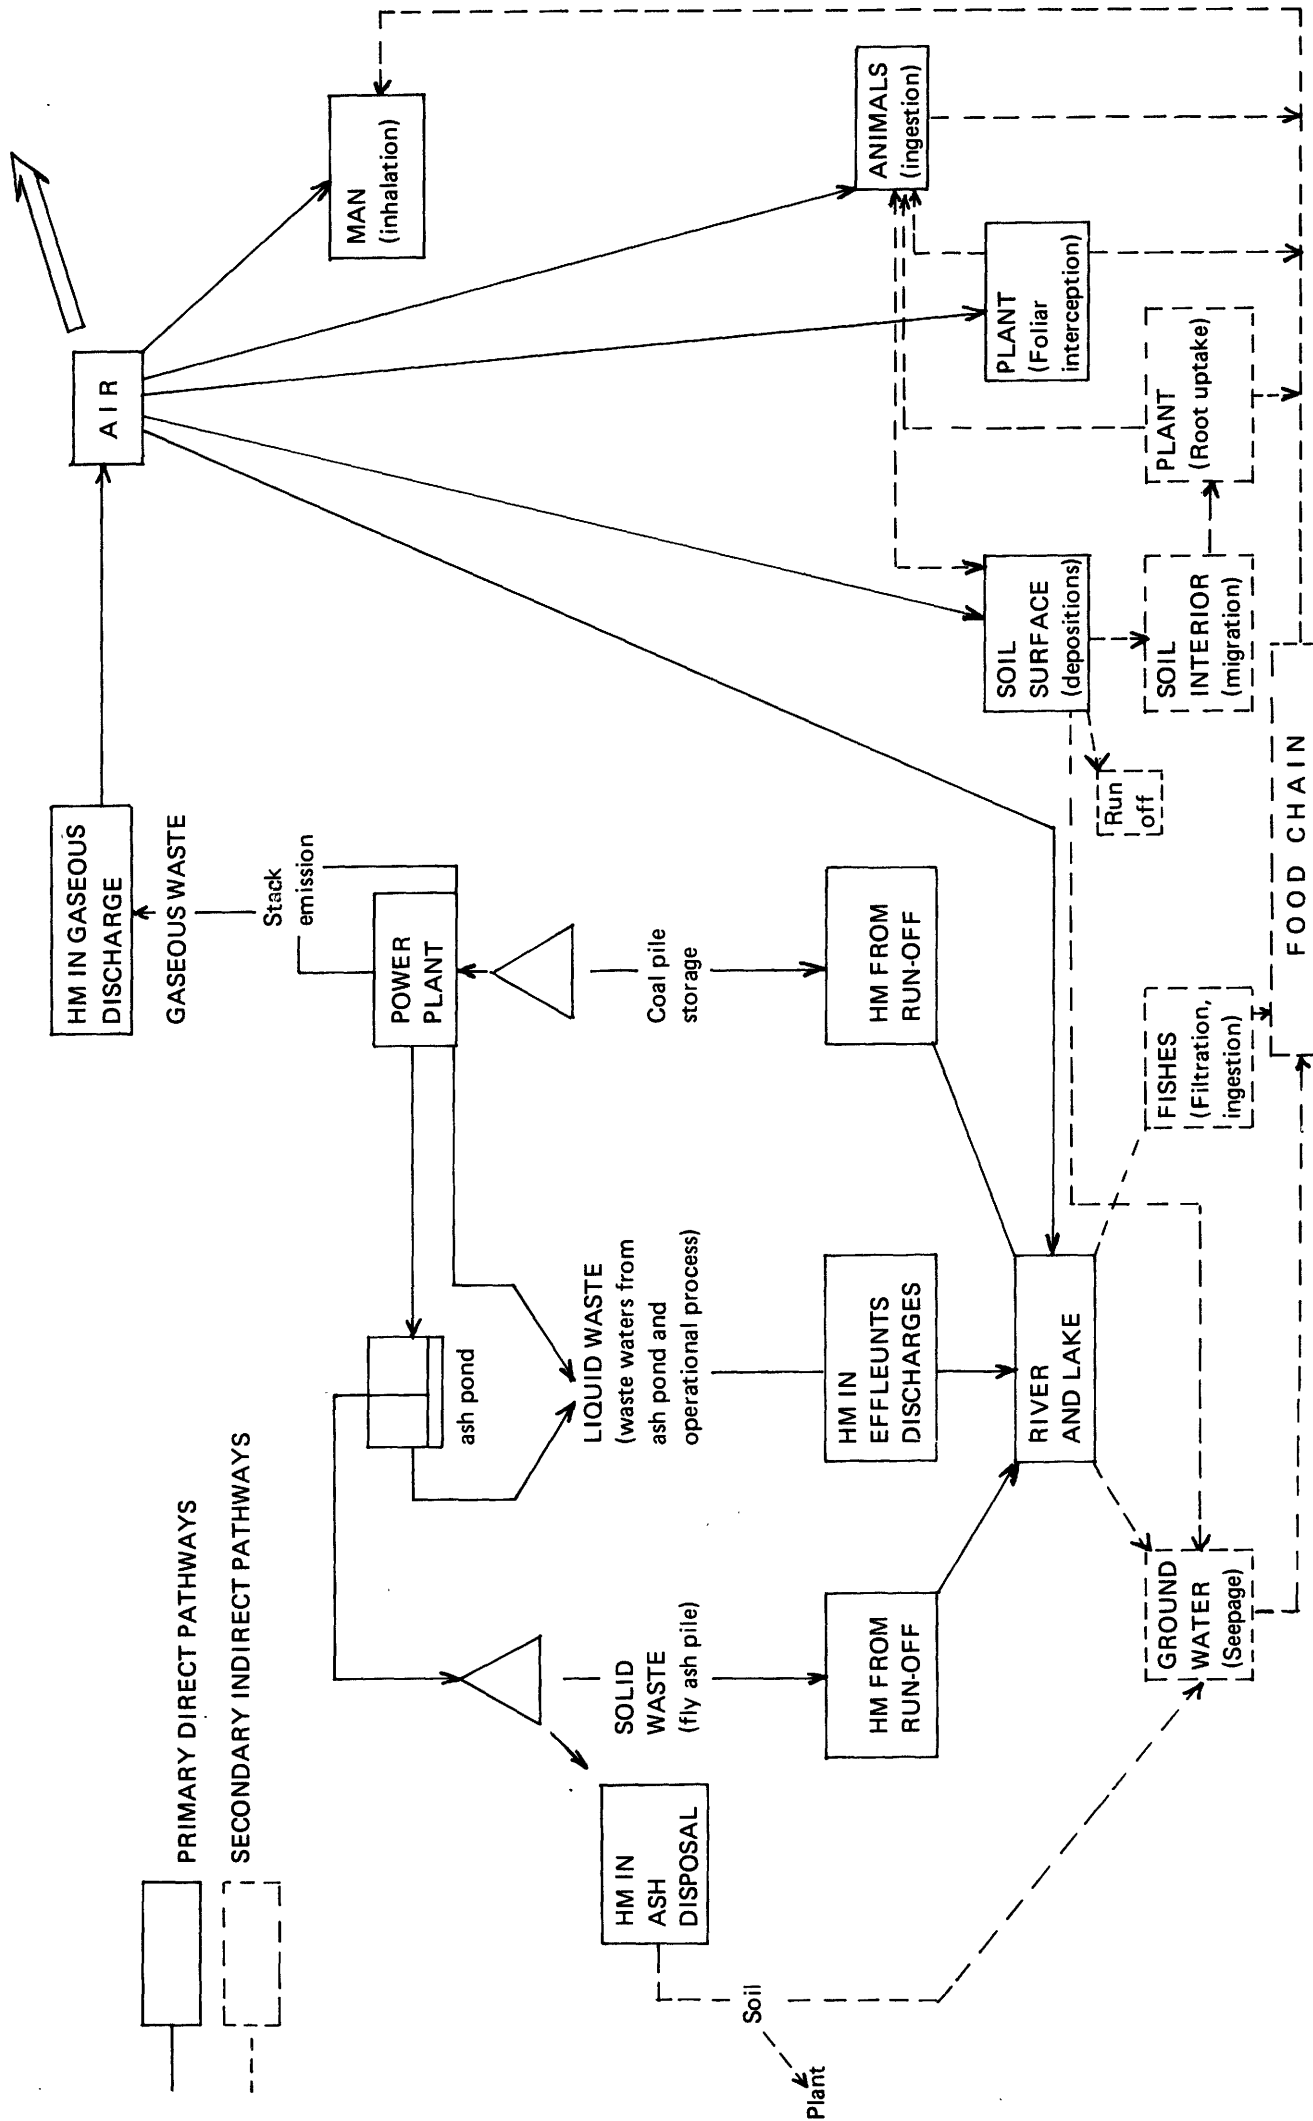 PRIMARY DIRECT PATHWAYS
SECONDARY INDIRECT PATHWAYS
HM IN GASEOUS
DISCHARGE
GASEOUS WASTE
Stack
emission
AIR
MAN
(inhalation)
POWER
PLANT
ash pond
Coal pile
storage
LIQUID WASTE
(waste waters from
ash pond and
operational process)
SOLID
WASTE
(fly ash pile)
HM IN
ASH
DISPOSAL
Soil
Plant
HM FROM
RUN-OFF
HM IN
EFFLEUNTS
DISCHARGES
HM FROM
RUN-OFF
RIVER
AND LAKE
ANIMALS
(ingestion)
PLANT
(Foliar
interception)
SOIL
SURFACE
(depositions)
Run
off
SOIL
INTERIOR
(migration)
PLANT
(Root uptake)
GROUND
WATER
(Seepage)
FISHES
(Filtration,
ingestion)
FOOD CHAIN